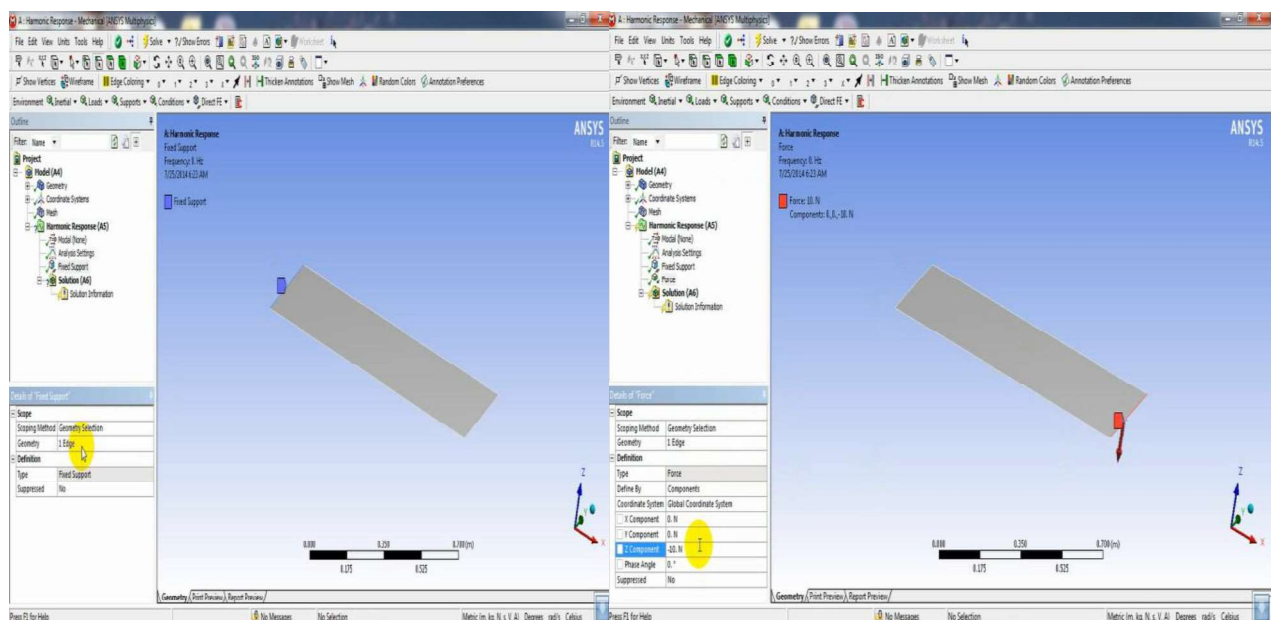 A : Harmonic Response - Mechanical [ANSYS Multiphysics]
File Edit View Units Tools Help Solve ?/ Show Errors Worksheet
Show Vertices Wireframe Edge Coloring Thicken Annotations Show Mesh Random Colors Annotation Preferences
Environment Inertial Loads Supports Conditions Direct FE
Outline
Filter: Name
Project
Model (A4)
Geometry
Coordinate Systems
Mesh
Harmonic Response (A5)
Modal (None)
Analysis Settings
Fixed Support
Solution (A6)
Solution Information
Details of "Fixed Support"
Scope
Scoping Method Geometry Selection
Geometry 1 Edge
Definition
Type Fixed Support
Suppressed No
A: Harmonic Response
Fixed Support
Frequency: 0. Hz
7/25/2014 6:23 AM
Fixed Support
ANSYS
R14.5
Z
Y
X
0.000 0.350 0.700 (m)
0.175 0.525
Geometry Print Preview Report Preview
Press F1 for Help No Messages No Selection Metric (m, kg, N, s, V, A) Degrees rad/s Celsius
A : Harmonic Response - Mechanical [ANSYS Multiphysics]
File Edit View Units Tools Help Solve ?/ Show Errors Worksheet
Show Vertices Wireframe Edge Coloring Thicken Annotations Show Mesh Random Colors Annotation Preferences
Environment Inertial Loads Supports Conditions Direct FE
Outline
Filter: Name
Project
Model (A4)
Geometry
Coordinate Systems
Mesh
Harmonic Response (A5)
Modal (None)
Analysis Settings
Fixed Support
Force
Solution (A6)
Solution Information
Details of "Force"
Scope
Scoping Method Geometry Selection
Geometry 1 Edge
Definition
Type Force
Define By Components
Coordinate System Global Coordinate System
X Component 0. N
Y Component 0. N
Z Component -10. N
Phase Angle 0. °
Suppressed No
A: Harmonic Response
Force
Frequency: 0. Hz
7/25/2014 6:23 AM
Force: 10. N
Components: 0.,0.,-10. N
ANSYS
R14.5
Z
Y
X
0.000 0.350 0.700 (m)
0.175 0.525
Geometry Print Preview Report Preview
Press F1 for Help No Messages No Selection Metric (m, kg, N, s, V, A) Degrees rad/s Celsius